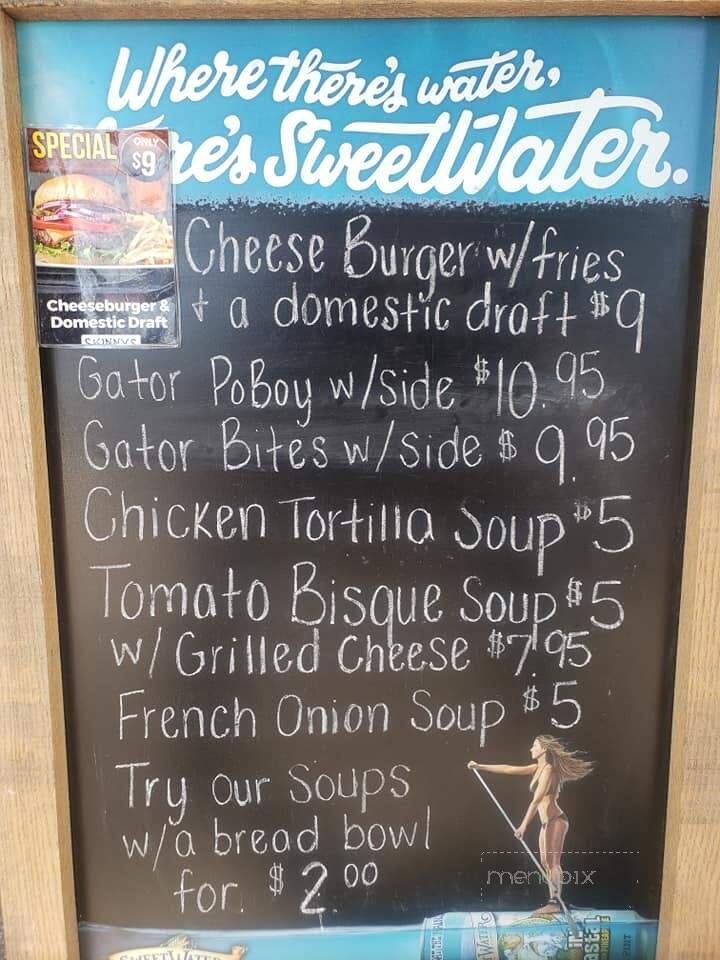 Where there's water,
re's SweetWater.
SPECIAL ONLY $9
Cheeseburger &
Domestic Draft
SKINNYS
Cheese Burger w/fries
+ a domestic draft $9
Gator PoBoy w/side $10.95
Gator Bites w/side $9.95
Chicken Tortilla Soup $5
Tomato Bisque Soup $5
w/ Grilled Cheese $7.95
French Onion Soup $5
Try our Soups
w/a bread bowl
for $2.00
menupix
SWEETWATER